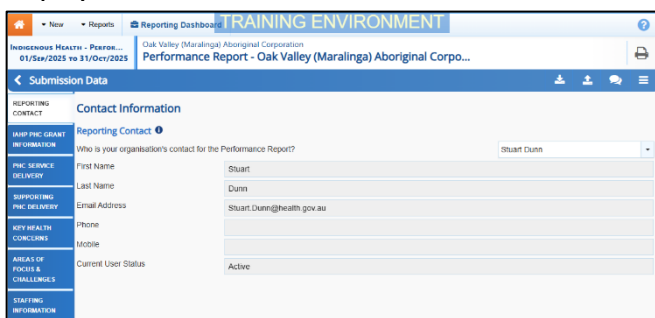 New
Reports
Reporting Dashboard
TRAINING ENVIRONMENT
Indigenous Health - Perfor...
01/Sep/2025 to 31/Oct/2025
Oak Valley (Maralinga) Aboriginal Corporation
Performance Report - Oak Valley (Maralinga) Aboriginal Corpo...
Submission Data
REPORTING
CONTACT
IAHP PHC GRANT
INFORMATION
PHC SERVICE
DELIVERY
SUPPORTING
PHC DELIVERY
KEY HEALTH
CONCERNS
AREAS OF
FOCUS &
CHALLENGES
STAFFING
INFORMATION
Contact Information
Reporting Contact
Who is your organisation's contact for the Performance Report?
Stuart Dunn
First Name
Stuart
Last Name
Dunn
Email Address
Stuart.Dunn@health.gov.au
Phone
Mobile
Current User Status
Active